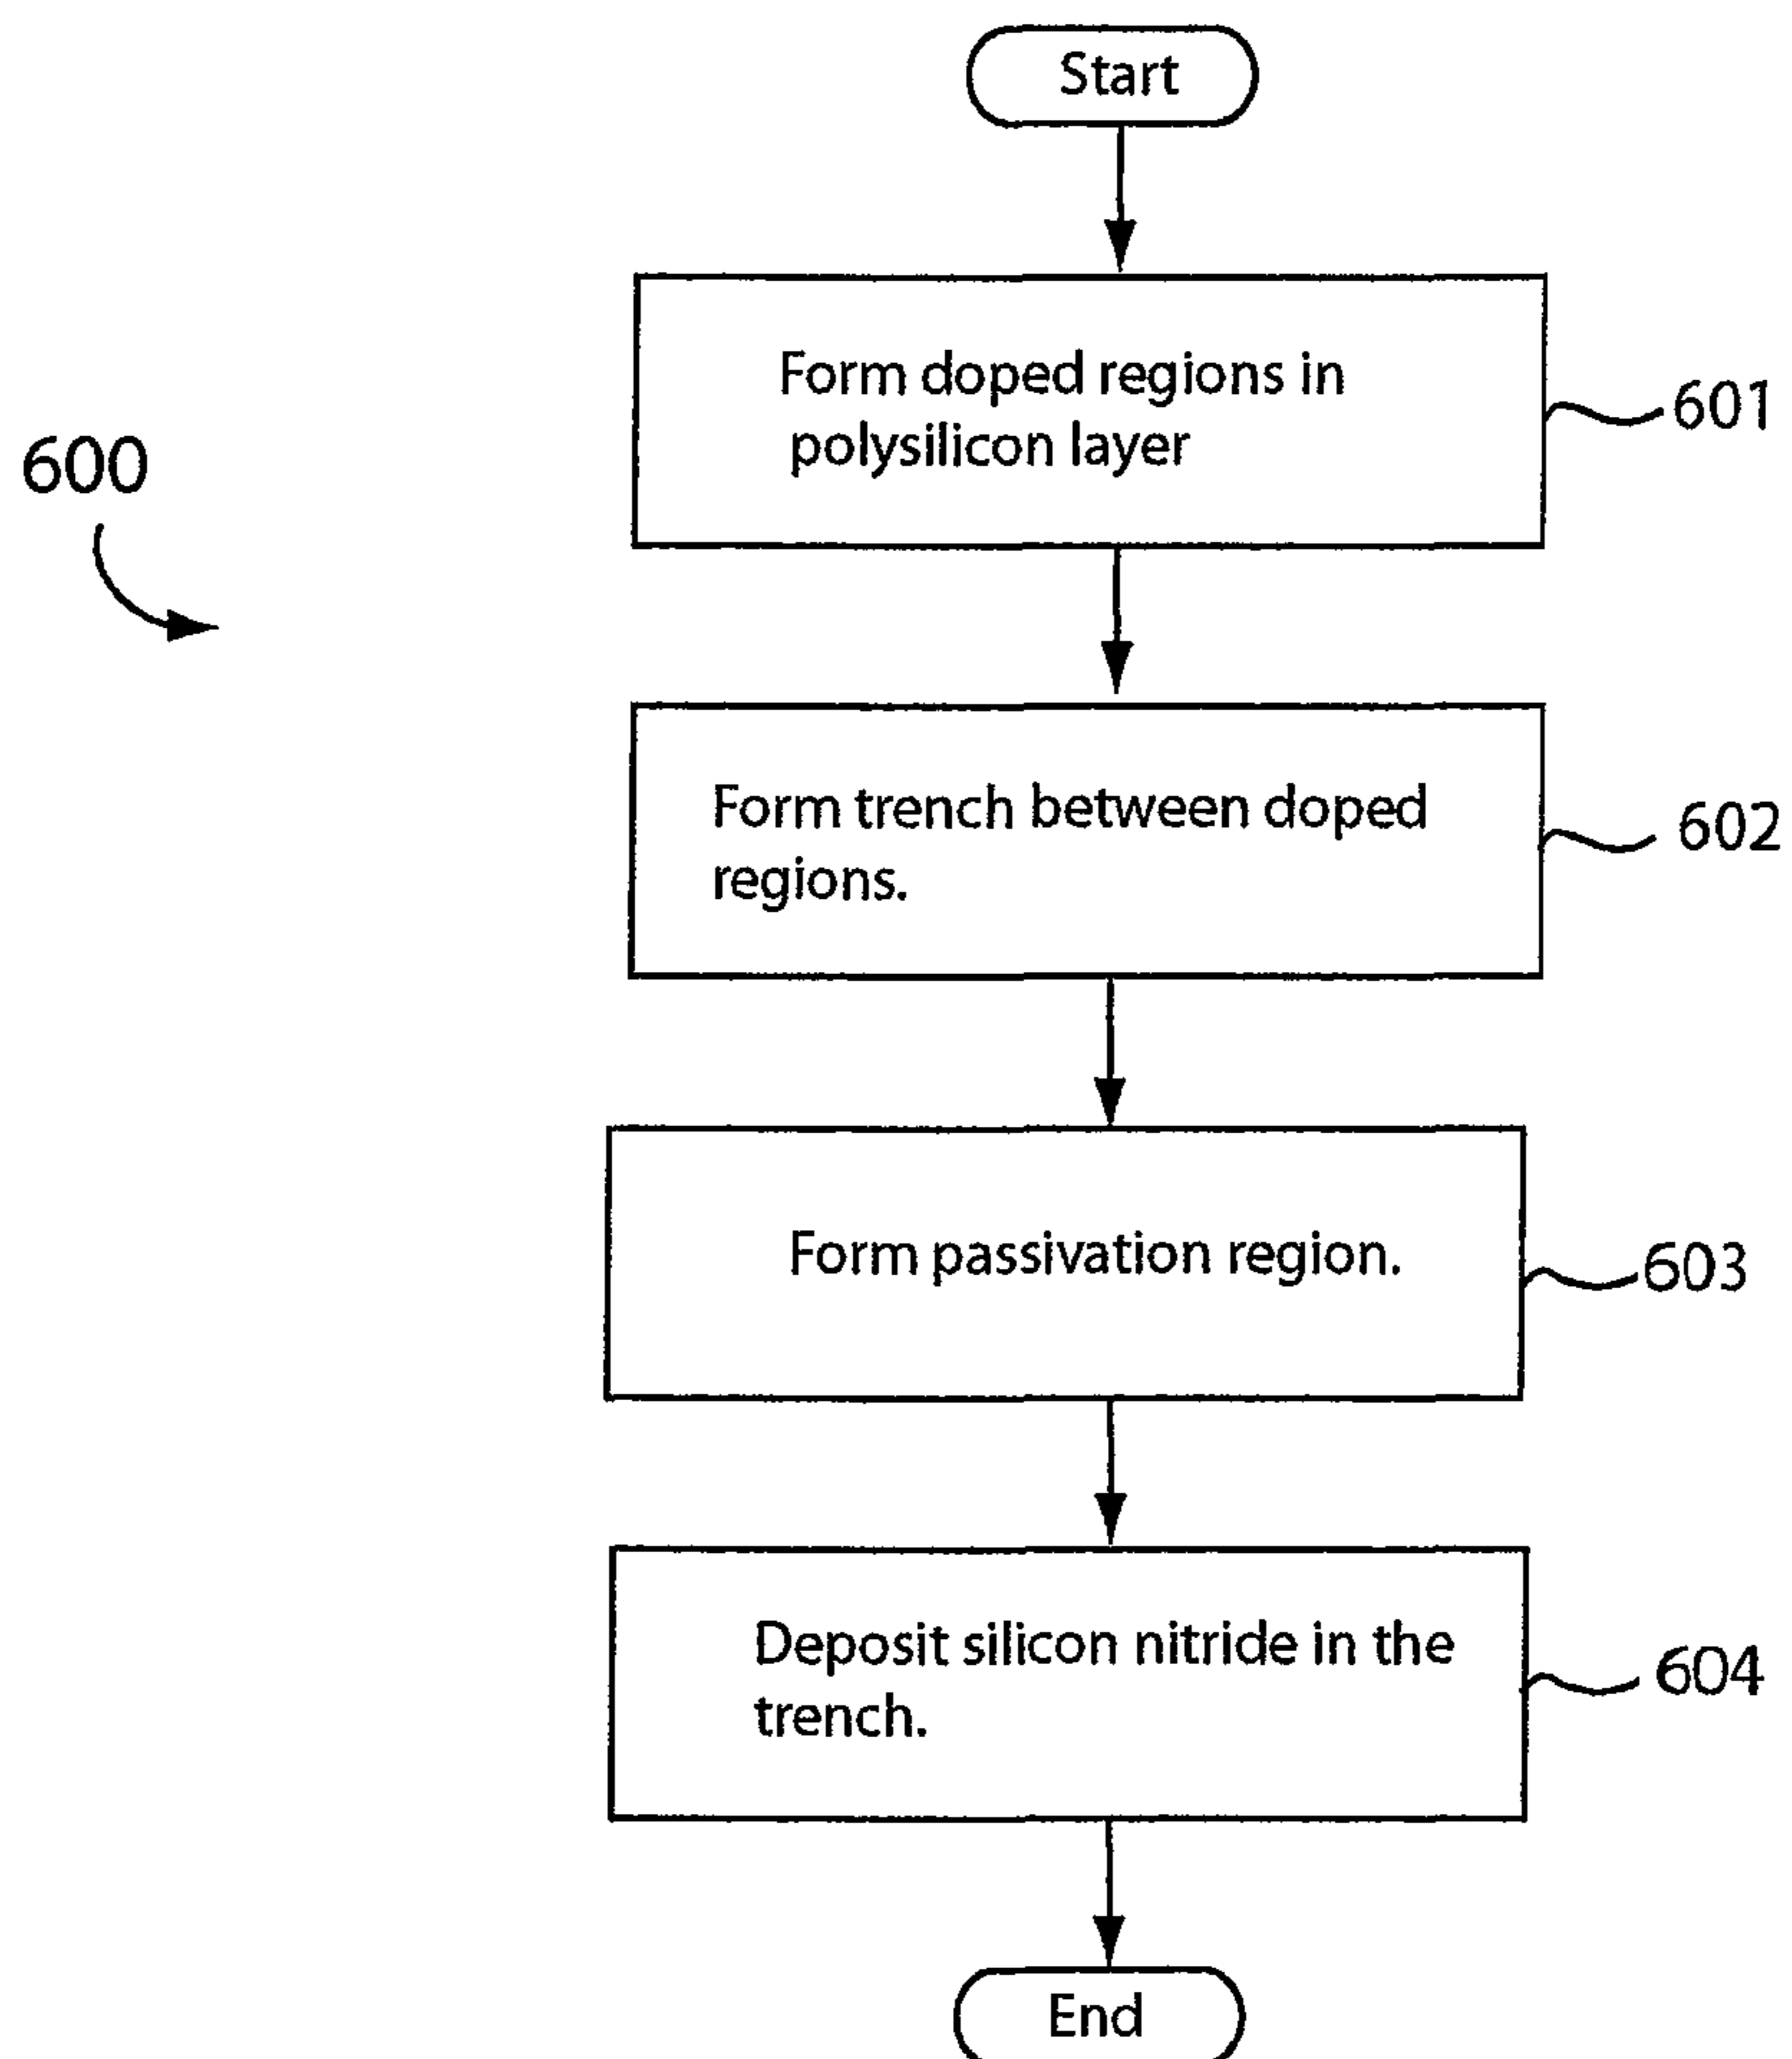 Start
Form doped regions in
polysilicon layer
601
600
Form trench between doped
regions.
602
Form passivation region.
603
Deposit silicon nitride in the
trench.
604
End